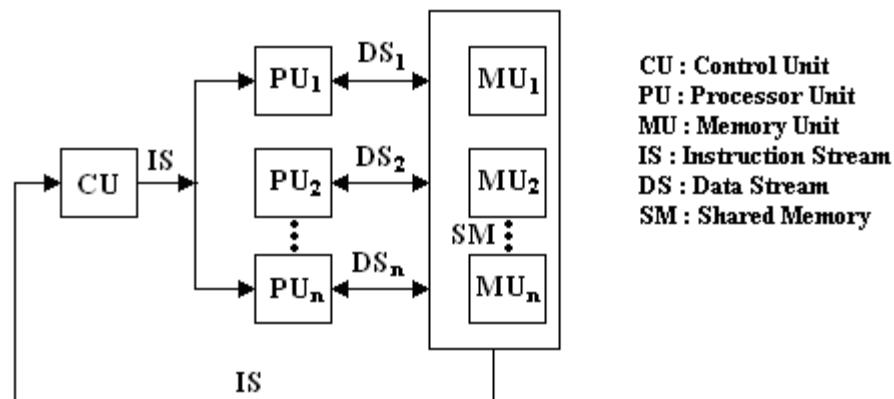 PU₁ DS₁ MU₁
IS CU PU₂ DS₂ MU₂
SM
PUₙ DSₙ MUₙ
IS
CU : Control Unit
PU : Processor Unit
MU : Memory Unit
IS : Instruction Stream
DS : Data Stream
SM : Shared Memory